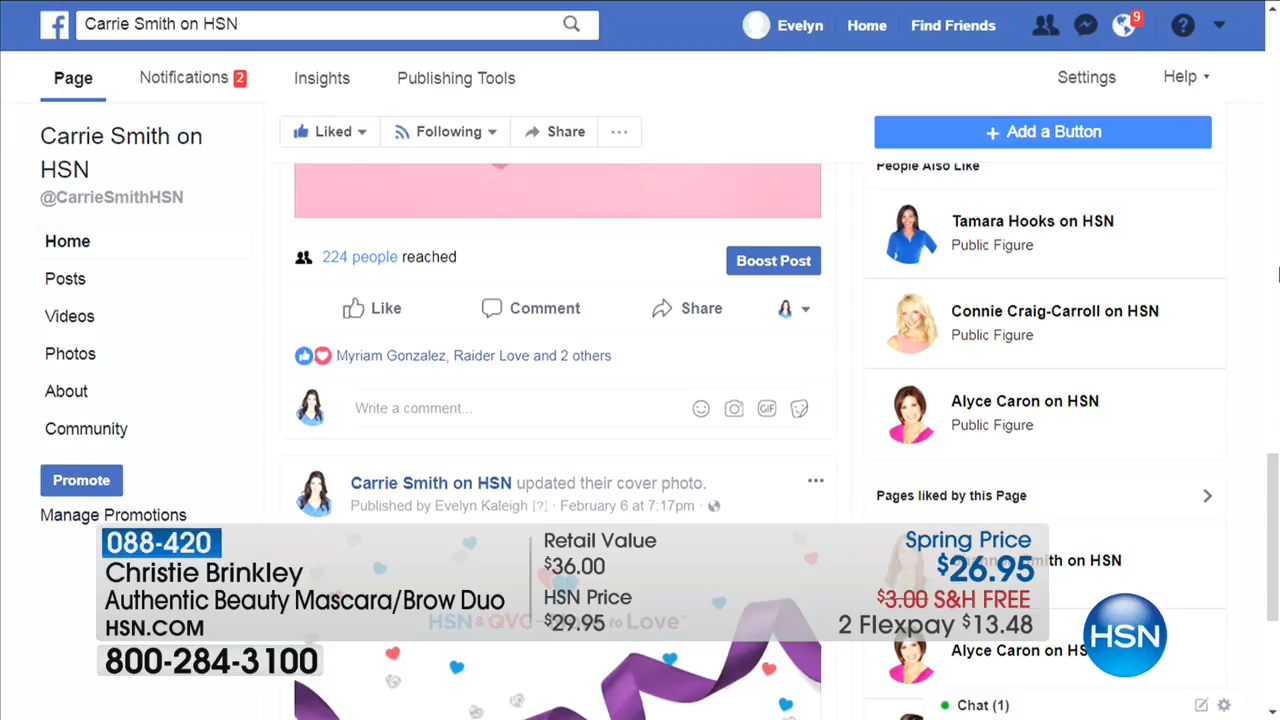 f
Carrie Smith on HSN
Evelyn
Home
Find Friends
9
?
Page
Notifications 2
Insights
Publishing Tools
Settings
Help
Carrie Smith on HSN
@CarrieSmithHSN
Home
Posts
Videos
Photos
About
Community
Promote
Manage Promotions
Liked
Following
Share
...
+ Add a Button
224 people reached
Boost Post
Like
Comment
Share
Myriam Gonzalez, Raider Love and 2 others
Write a comment...
GIF
Carrie Smith on HSN updated their cover photo.
Published by Evelyn Kaleigh [?] · February 6 at 7:17pm ·
HSN & QVC
to Love
People Also Like
Tamara Hooks on HSN
Public Figure
Connie Craig-Carroll on HSN
Public Figure
Alyce Caron on HSN
Public Figure
Pages liked by this Page
on HSN
Alyce Caron on HS
Chat (1)
088-420
Christie Brinkley
Authentic Beauty Mascara/Brow Duo
HSN.COM
800-284-3100
Retail Value
$36.00
HSN Price
$29.95
Spring Price
$26.95
$3.00 S&H FREE
2 Flexpay $13.48
HSN